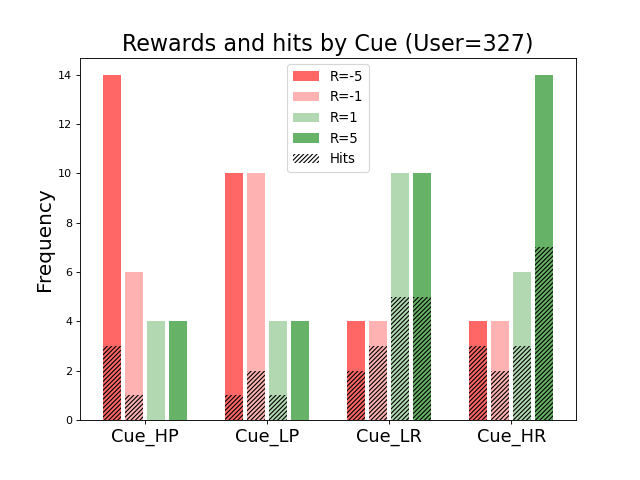 Rewards and hits by Cue (User=327)
R=-5
R=-1
R=1
R=5
Hits
Frequency
14
12
10
8
6
4
2
0
Cue_HP
Cue_LP
Cue_LR
Cue_HR